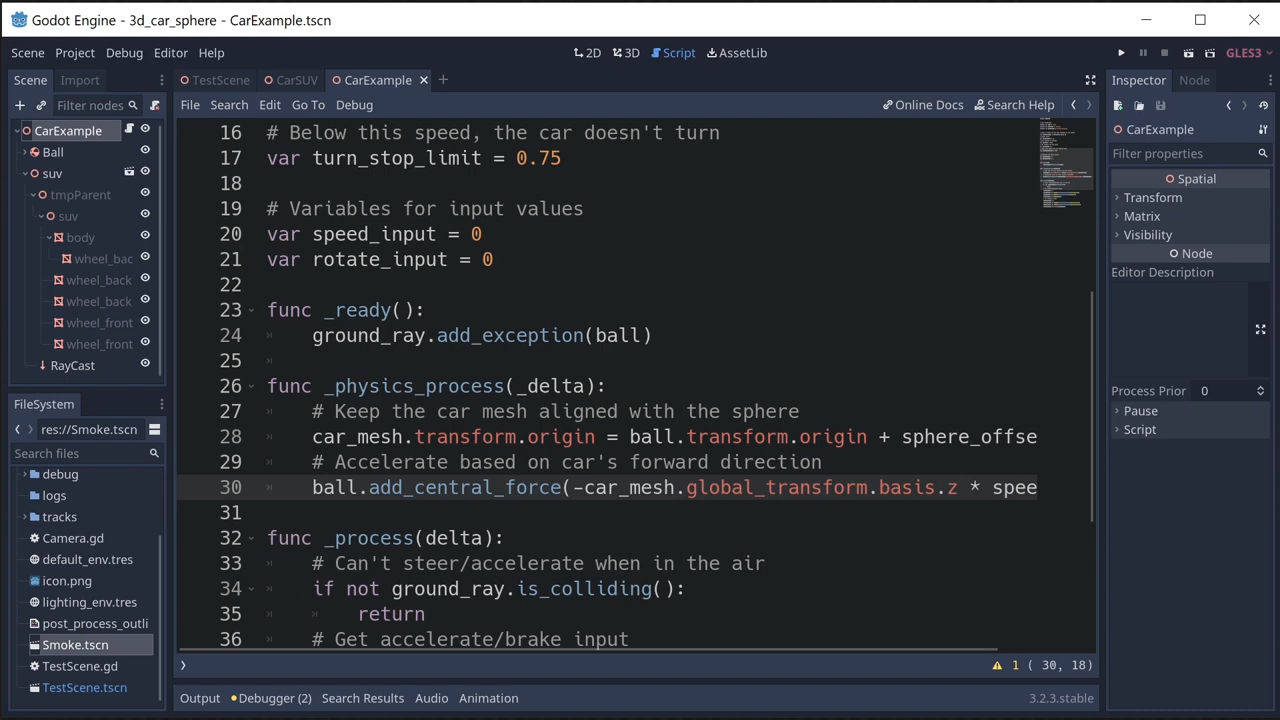 Godot Engine - 3d_car_sphere - CarExample.tscn
Scene Project Debug Editor Help
2D 3D Script AssetLib
GLES3
Scene Import
TestScene CarSUV CarExample
Inspector Node
Filter nodes
File Search Edit Go To Debug
Online Docs Search Help
CarExample
Ball
suv
tmpParent
suv
body
wheel_bac
wheel_back
wheel_back
wheel_front
wheel_front
RayCast
FileSystem
res://Smoke.tscn
Search files
debug
logs
tracks
Camera.gd
default_env.tres
icon.png
lighting_env.tres
post_process_outli
Smoke.tscn
TestScene.gd
TestScene.tscn
16 # Below this speed, the car doesn't turn
17 var turn_stop_limit = 0.75
18
19 # Variables for input values
20 var speed_input = 0
21 var rotate_input = 0
22
23 func _ready():
24 ground_ray.add_exception(ball)
25
26 func _physics_process(_delta):
27 # Keep the car mesh aligned with the sphere
28 car_mesh.transform.origin = ball.transform.origin + sphere_offse
29 # Accelerate based on car's forward direction
30 ball.add_central_force(-car_mesh.global_transform.basis.z * spee
31
32 func _process(delta):
33 # Can't steer/accelerate when in the air
34 if not ground_ray.is_colliding():
35 return
36 # Get accelerate/brake input
1 ( 30, 18)
Output Debugger (2) Search Results Audio Animation
3.2.3.stable
CarExample
Filter properties
Spatial
Transform
Matrix
Visibility
Node
Editor Description
Process Prior 0
Pause
Script